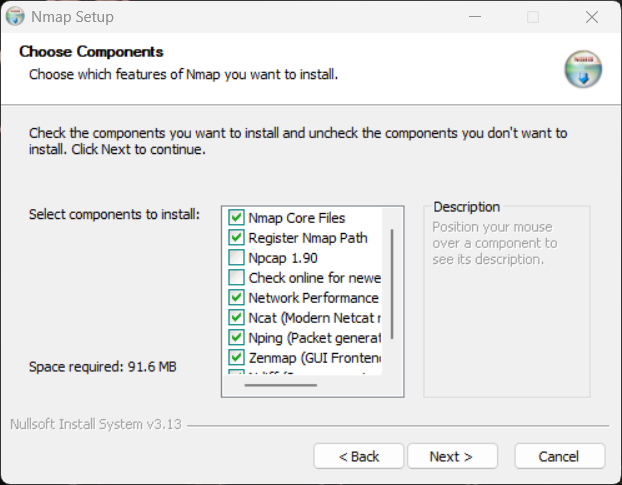 Nmap Setup
Choose Components
Choose which features of Nmap you want to install.
Check the components you want to install and uncheck the components you don't want to
install. Click Next to continue.
Select components to install:
Nmap Core Files
Register Nmap Path
Npcap 1.90
Check online for newe
Network Performance
Ncat (Modern Netcat r
Nping (Packet generat
Zenmap (GUI Frontend
Description
Position your mouse
over a component to
see its description.
Space required: 91.6 MB
Nullsoft Install System v3.13
< Back
Next >
Cancel